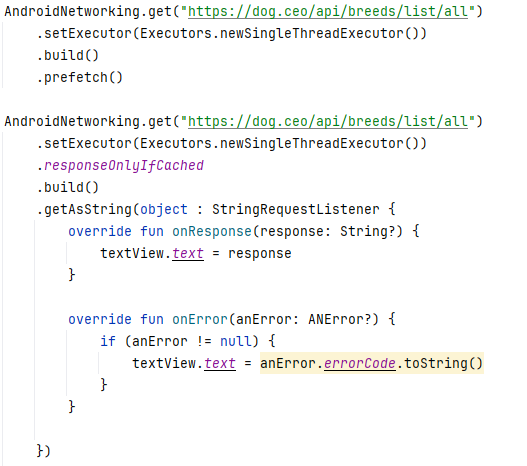 AndroidNetworking.get("https://dog.ceo/api/breeds/list/all")
    .setExecutor(Executors.newSingleThreadExecutor())
    .build()
    .prefetch()

AndroidNetworking.get("https://dog.ceo/api/breeds/list/all")
    .setExecutor(Executors.newSingleThreadExecutor())
    .responseOnlyIfCached
    .build()
    .getAsString(object : StringRequestListener {
        override fun onResponse(response: String?) {
            textView.text = response
        }

        override fun onError(anError: ANError?) {
            if (anError != null) {
                textView.text = anError.errorCode.toString()
            }
        }

    })